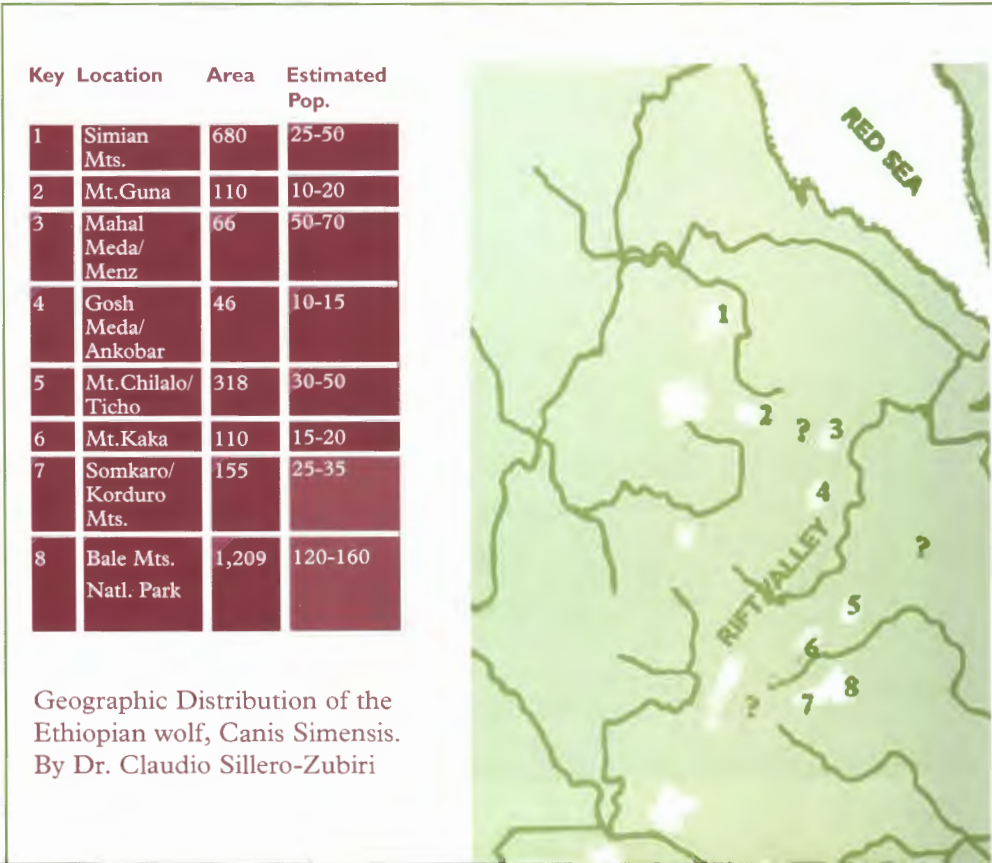 Key Location Area Estimated
Pop.
1 Simian 680 25-50
Mts.
2 Mt.Guna 110 10-20
3 Mahal 66 50-70
Meda/
Menz
4 Gosh 46 10-15
Meda/
Ankobar
5 Mt.Chilalo/ 318 30-50
Ticho
6 Mt.Kaka 110 15-20
7 Somkaro/ 155 25-35
Korduro
Mts.
8 Bale Mts. 1,209 120-160
Natl. Park
Geographic Distribution of the
Ethiopian wolf, Canis Simensis.
By Dr. Claudio Sillero-Zubiri
RED SEA
1
2 ? 3
4
?
RIFT VALLEY
5
6
? 7 8